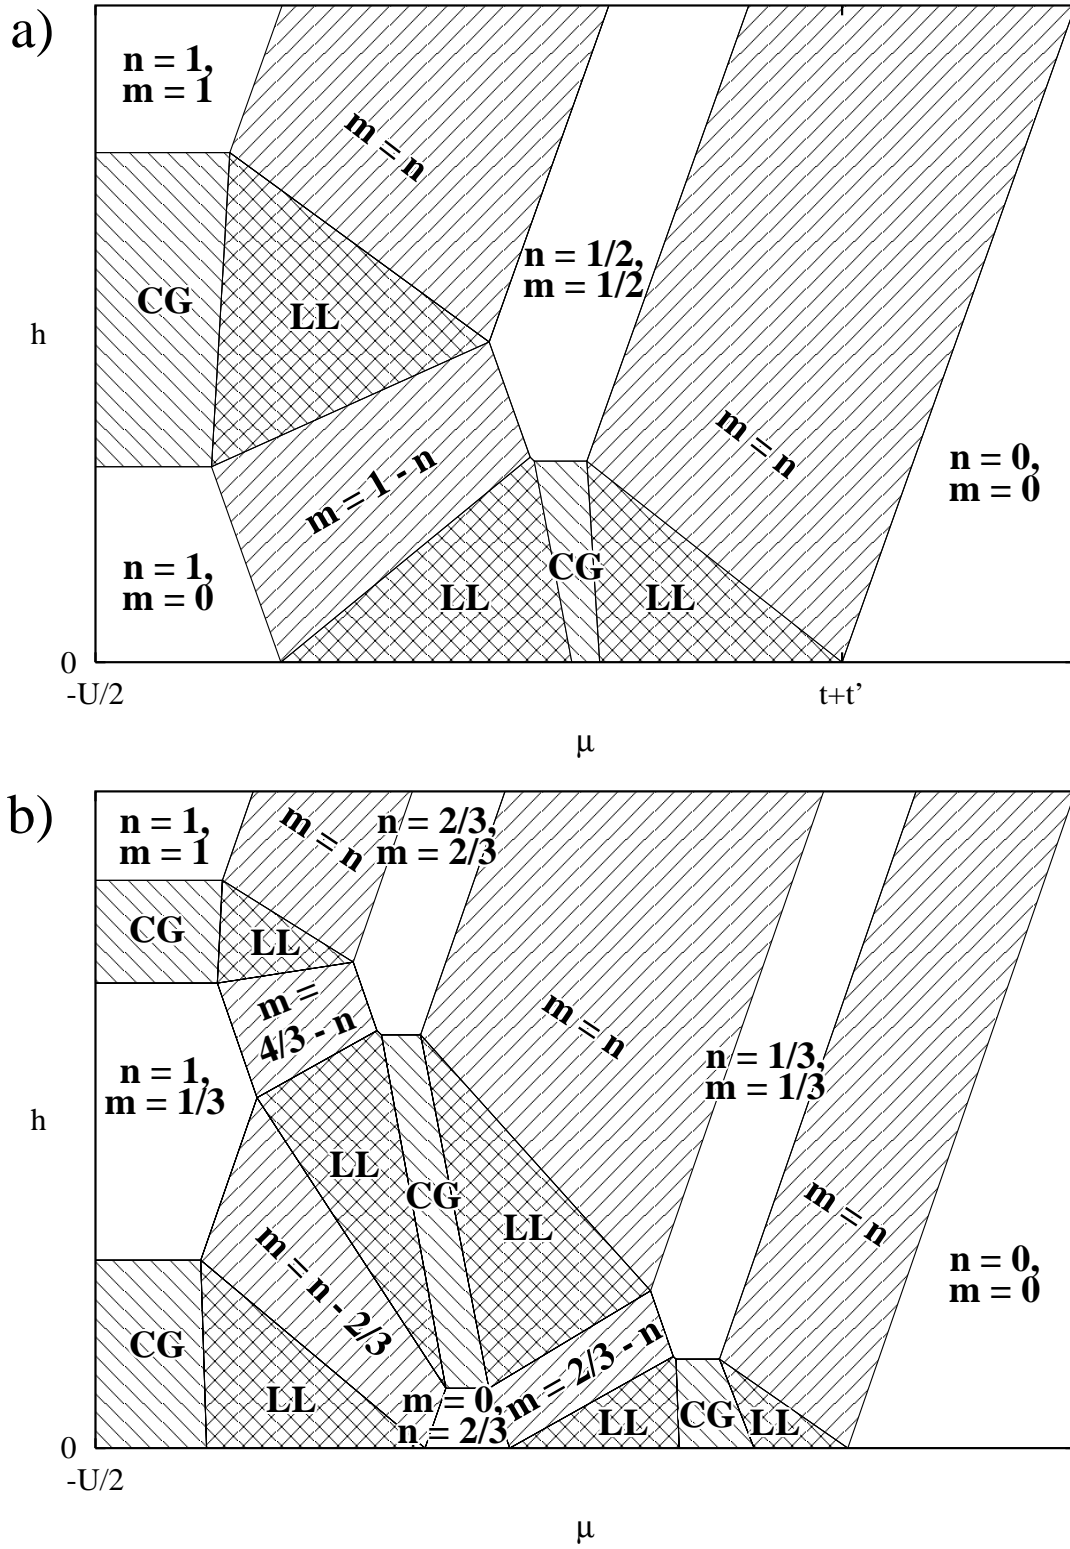 a)
n = 1,
m = 1
m = n
n = 1/2,
m = 1/2
CG
LL
h
m = n
m = 1 - n
n = 0,
m = 0
n = 1,
m = 0
CG
LL
LL
0
-U/2
t+t’
μ
b)
n = 1,
m = 1
m = n
n = 2/3,
m = 2/3
CG
LL
m =
4/3 - n
m = n
n = 1/3,
m = 1/3
n = 1,
m = 1/3
h
LL
CG
LL
m = n
n = 0,
m = 0
m = n - 2/3
CG
LL
m = 0,
n = 2/3
m = 2/3 - n
LL
CG
LL
0
-U/2
μ